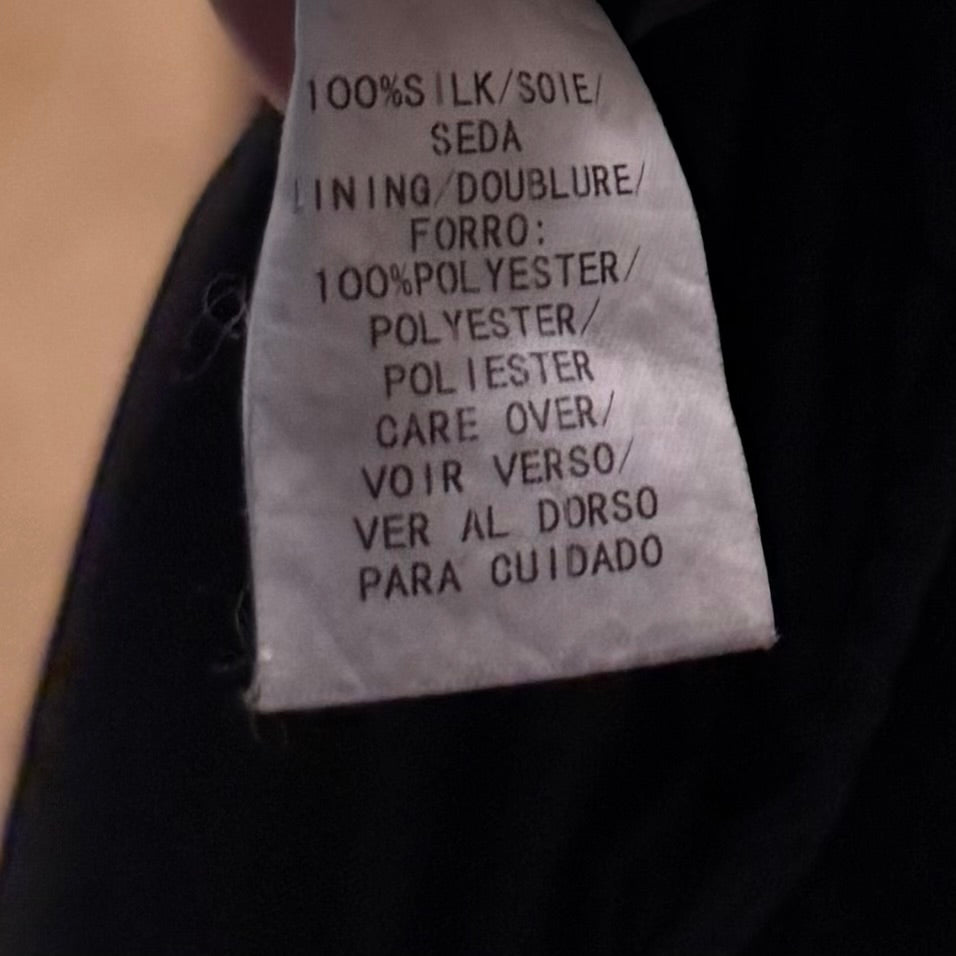 100%SILK/SOIE/
SEDA
LINING/DOUBLURE/
FORRO:
100%POLYESTER/
POLYESTER/
POLIESTER
CARE OVER/
VOIR VERSO/
VER AL DORSO
PARA CUIDADO